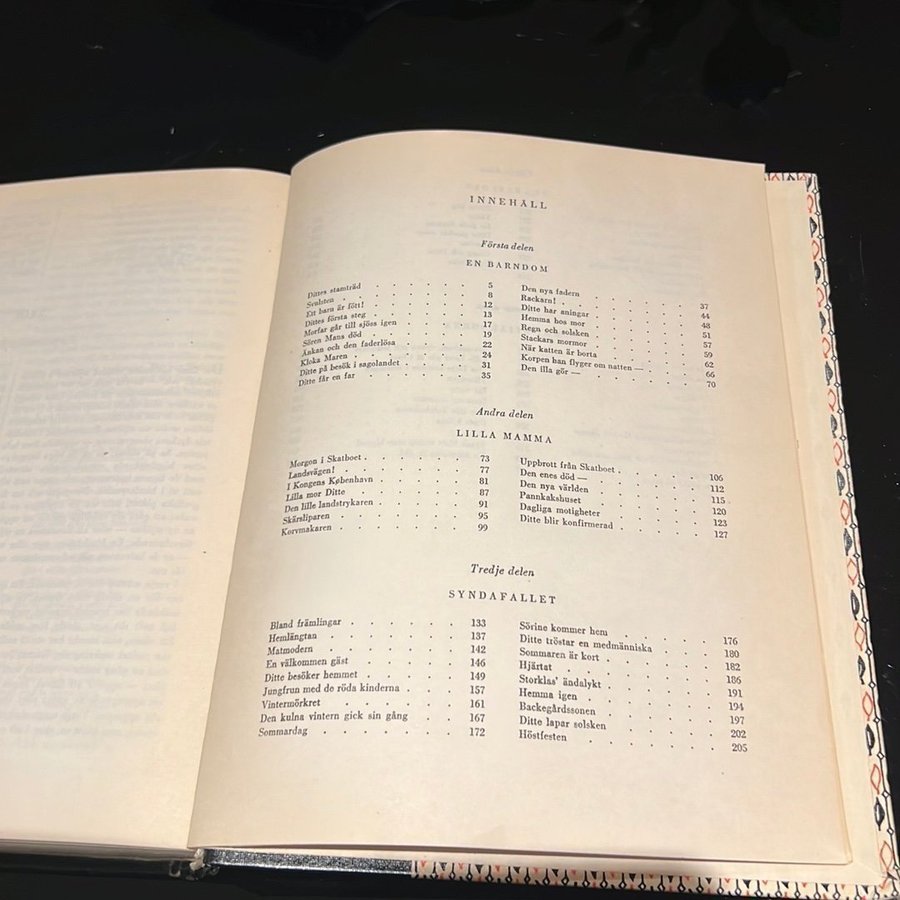 INNEHÅLL
Första delen
EN BARNDOM
Dittes stamträd . . . . . . 5
Svulsten . . . . . . 8
Ett barn är fött! . . . . . . 12
Dittes första steg . . . . . 13
Morfar går till sjöss igen . . . . 17
Sören Mans död . . . . . 19
Änkan och den faderlösa . . . . 22
Kloka Maren . . . . . . 24
Ditte på besök i sagolandet . . . . 31
Ditte får en far . . . . . 35
Den nya fadern . . . . . . 37
Rackarn! . . . . . . 44
Ditte har aningar . . . . . 48
Hemma hos mor . . . . . 51
Regn och solsken . . . . . 57
Stackars mormor . . . . . 59
När katten är borta . . . . . 62
Korpen han flyger om natten — . . . 66
Den illa gör — . . . . . 70
Andra delen
LILLA MAMMA
Morgon i Skatboet . . . . . 73
Landsvägen! . . . . . . 77
I Kongens København . . . . 81
Lilla mor Ditte . . . . . 87
Den lille landstrykaren . . . . 91
Skärsliparen . . . . . . 95
Korvmakaren . . . . . . 99
Uppbrott från Skatboet . . . . 106
Den enes död — . . . . . 112
Den nya världen . . . . . 115
Pannkakshuset . . . . . 120
Dagliga motigheter . . . . . 123
Ditte blir konfirmerad . . . . 127
Tredje delen
SYNDAFALLET
Bland främlingar . . . . . 133
Hemlängtan . . . . . . 137
Matmodern . . . . . . 142
En välkommen gäst . . . . 146
Ditte besöker hemmet . . . . 149
Jungfrun med de röda kinderna . . . 157
Vintermörkret . . . . . 161
Den kulna vintern gick sin gång . . 167
Sommardag . . . . . . 172
Sörine kommer hem . . . . . 176
Ditte tröstar en medmänniska . . . 180
Sommaren är kort . . . . . 182
Hjärtat . . . . . . 186
Storklas' ändalykt . . . . . 191
Hemma igen . . . . . 194
Backegårdssonen . . . . . 197
Ditte lapar solsken . . . . . 202
Höstfesten . . . . . . 205